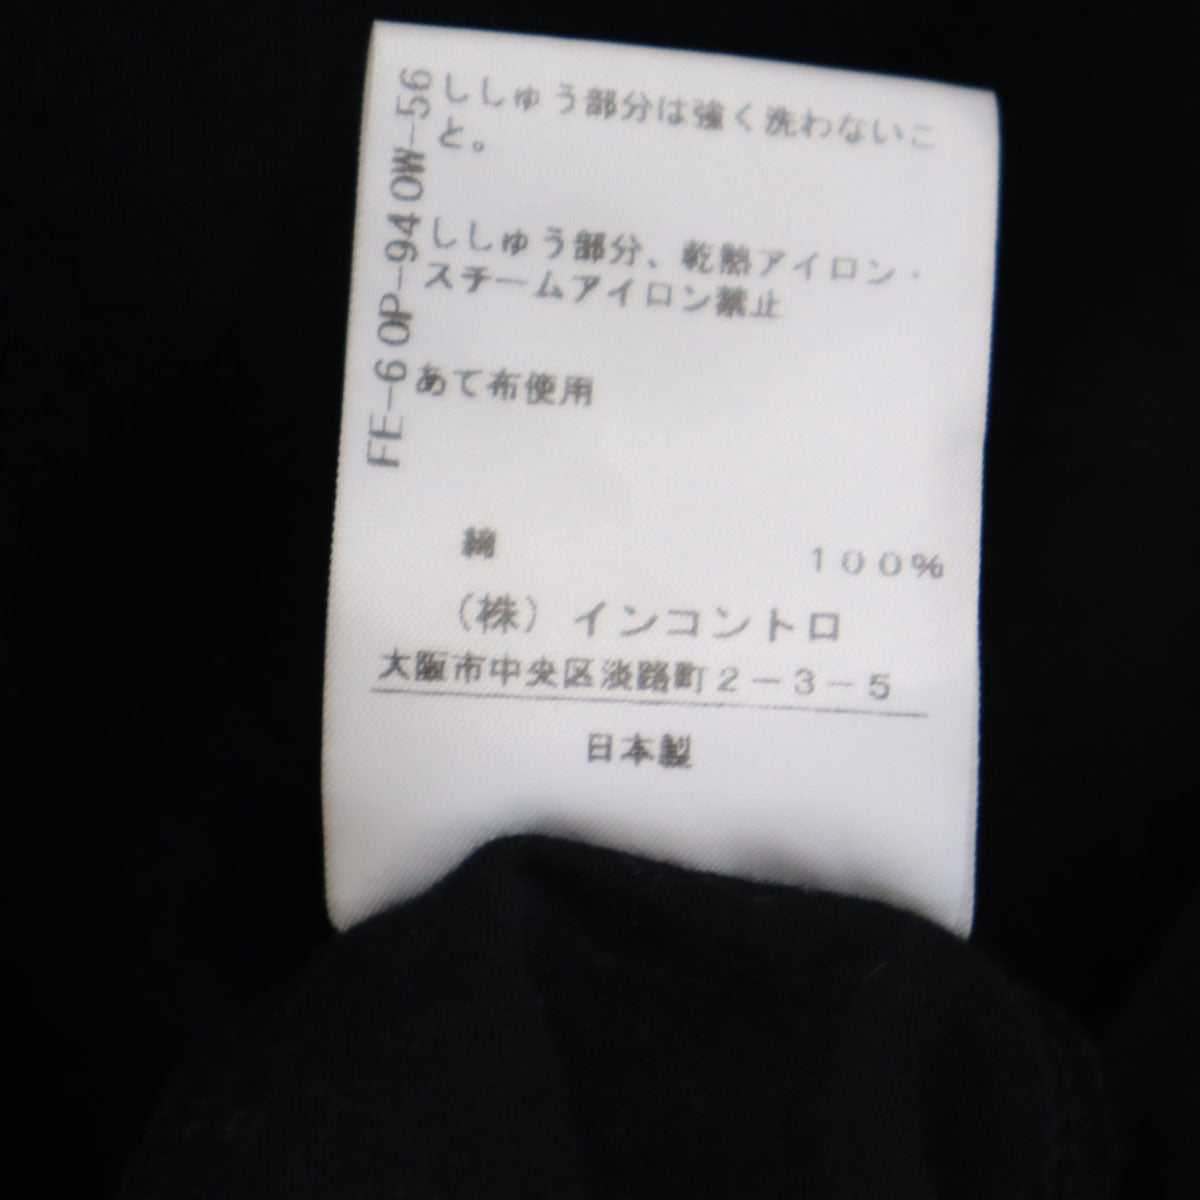 FE-6OP-94OW-56
ししゅう部分は強く洗わないこ
と。
ししゅう部分、乾熱アイロン・
スチームアイロン禁止
あて布使用
綿 100%
(株)インコントロ
大阪市中央区淡路町2-3-5
日本製